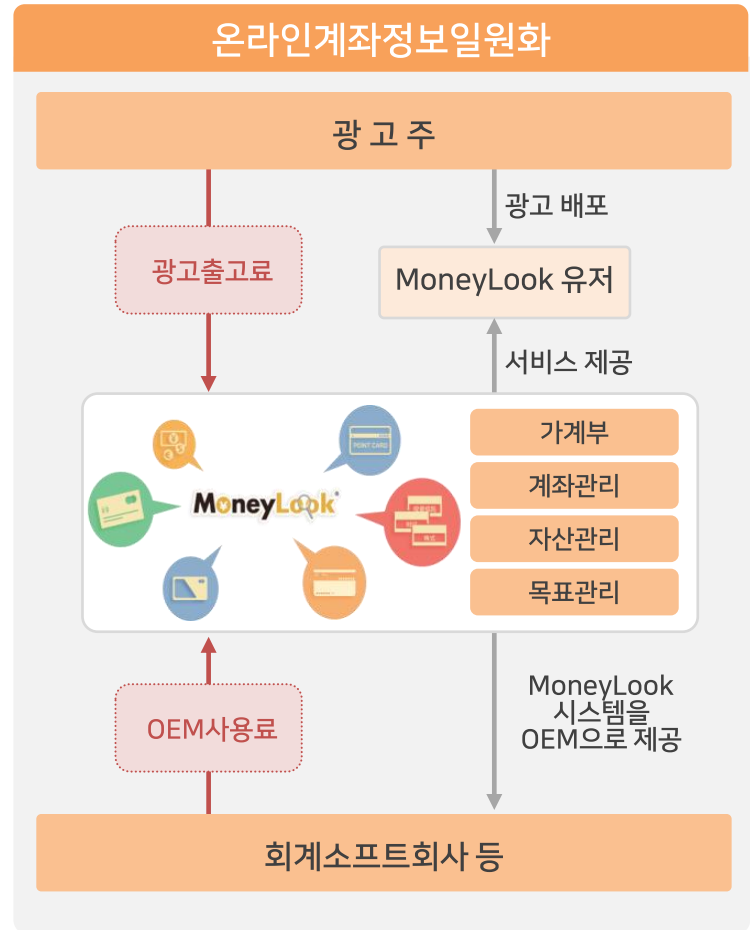 온라인계좌정보일원화
광 고 주
광고 배포
광고출고료
MoneyLook 유저
서비스 제공
POINT CARD
MoneyLook
가계부
계좌관리
자산관리
목표관리
OEM사용료
MoneyLook
시스템을
OEM으로 제공
회계소프트회사 등